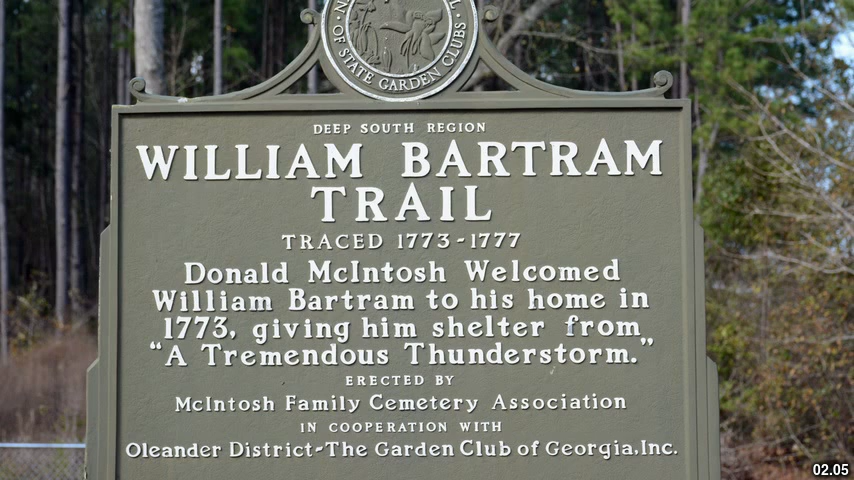 OF STATE GARDEN CLUBS
DEEP SOUTH REGION
WILLIAM BARTRAM
TRAIL
TRACED 1773-1777
Donald McIntosh Welcomed
William Bartram to his home in
1773, giving him shelter from
“A Tremendous Thunderstorm.”
ERECTED BY
McIntosh Family Cemetery Association
IN COOPERATION WITH
Oleander District-The Garden Club of Georgia, Inc.
02.05